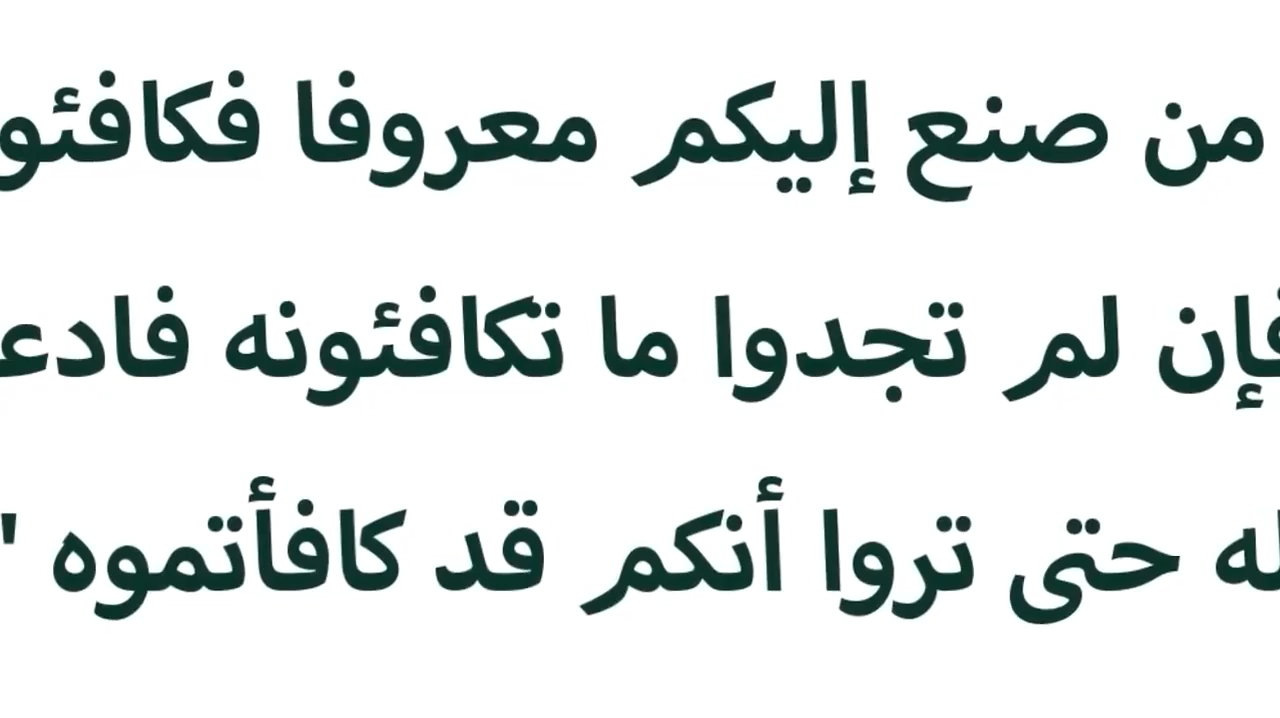 من صنع إليكم معروفا فكافئو
فإن لم تجدوا ما تكافئونه فادع
له حتى تروا أنكم قد كافأتموه "